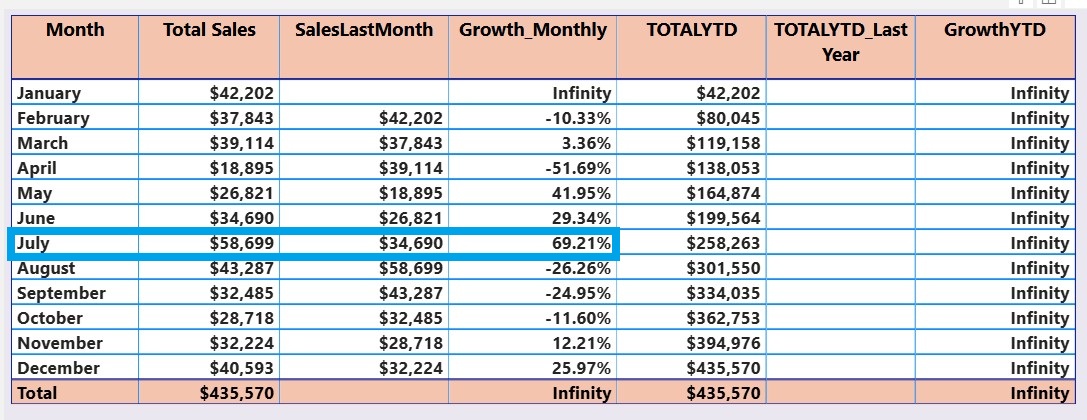 Month Total Sales SalesLastMonth Growth_Monthly TOTALYTD TOTALYTD_Last GrowthYTD
Year
January $42,202 Infinity $42,202 Infinity
February $37,843 $42,202 -10.33% $80,045 Infinity
March $39,114 $37,843 3.36% $119,158 Infinity
April $18,895 $39,114 -51.69% $138,053 Infinity
May $26,821 $18,895 41.95% $164,874 Infinity
June $34,690 $26,821 29.34% $199,564 Infinity
July $58,699 $34,690 69.21% $258,263 Infinity
August $43,287 $58,699 -26.26% $301,550 Infinity
September $32,485 $43,287 -24.95% $334,035 Infinity
October $28,718 $32,485 -11.60% $362,753 Infinity
November $32,224 $28,718 12.21% $394,976 Infinity
December $40,593 $32,224 25.97% $435,570 Infinity
Total $435,570 Infinity $435,570 Infinity